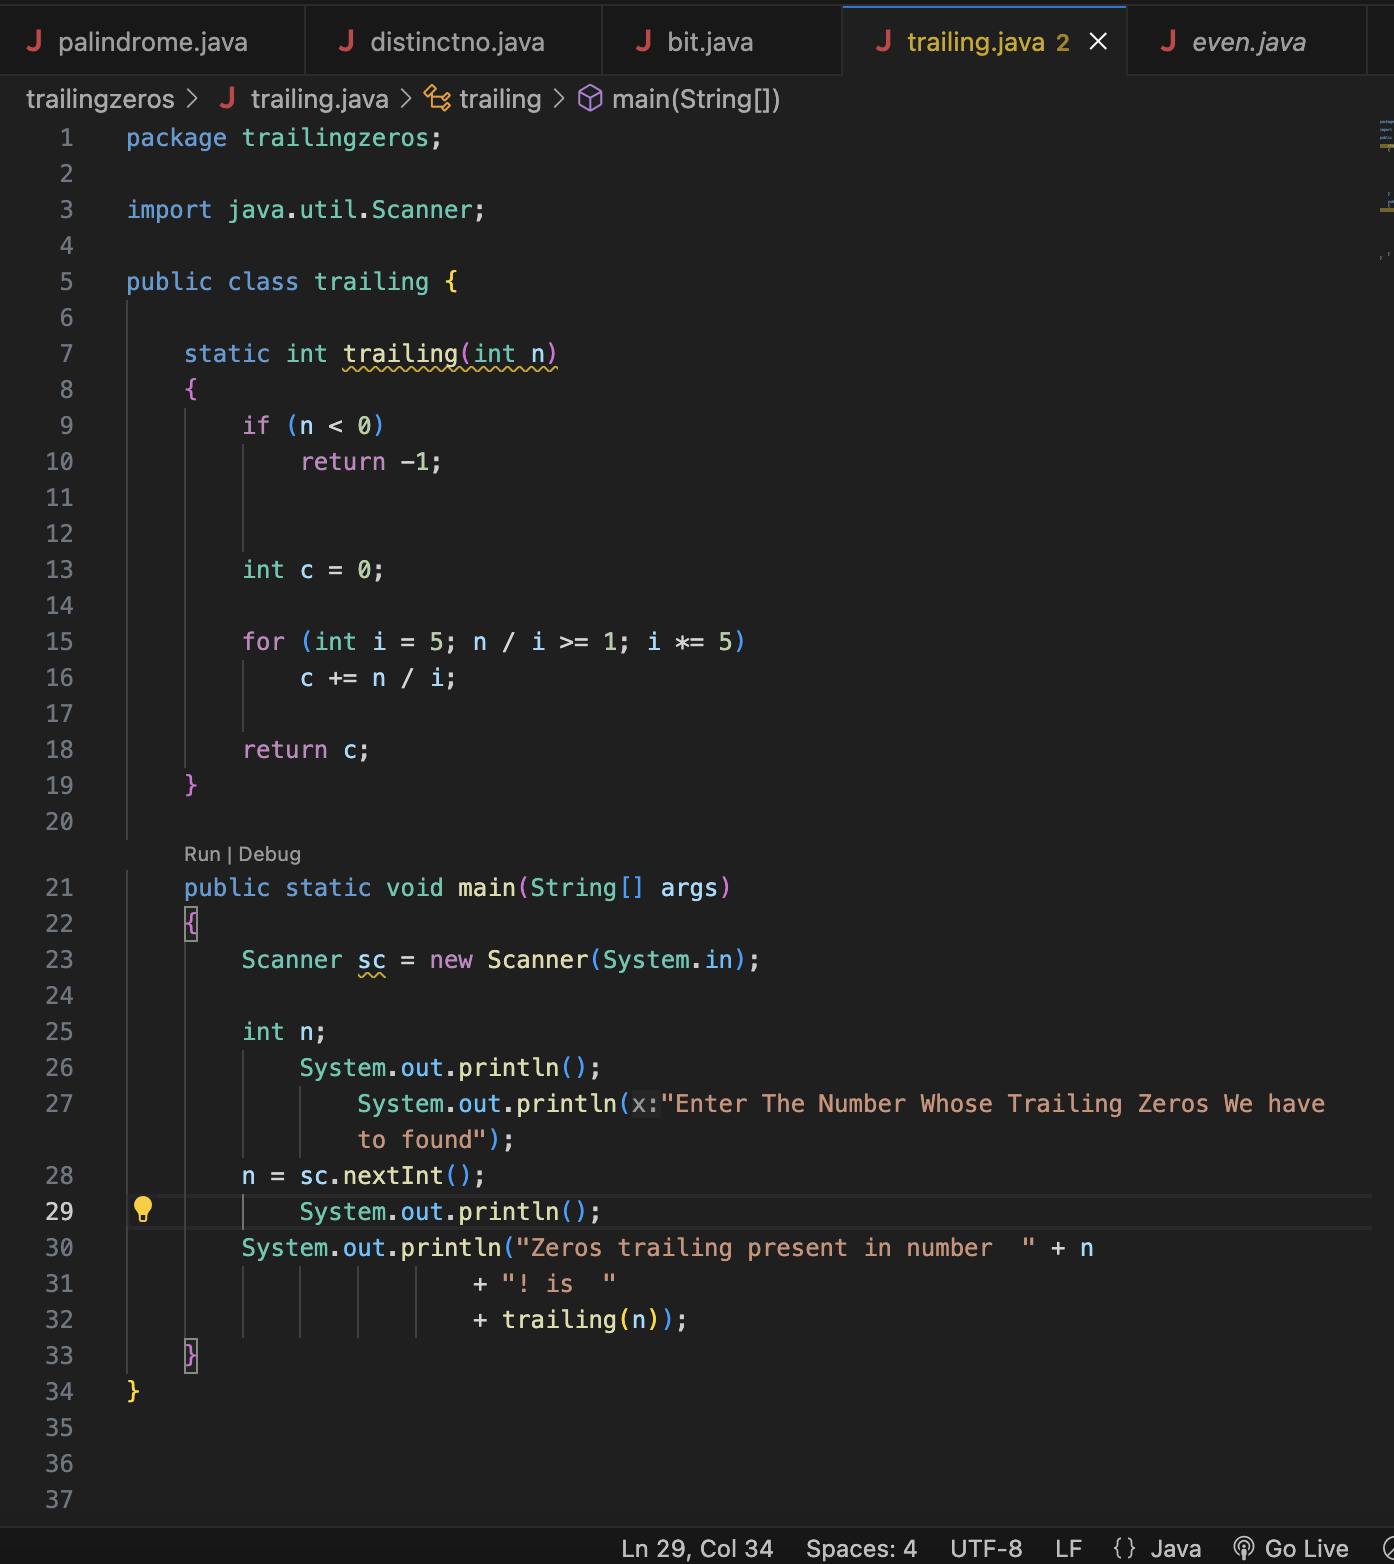 palindrome.java distinctno.java bit.java trailing.java 2 even.java
trailingzeros > trailing.java > trailing > main(String[])
1 package trailingzeros;
2
3 import java.util.Scanner;
4
5 public class trailing {
6
7 static int trailing(int n)
8 {
9 if (n < 0)
10 return -1;
11
12
13 int c = 0;
14
15 for (int i = 5; n / i >= 1; i *= 5)
16 c += n / i;
17
18 return c;
19 }
20
Run | Debug
21 public static void main(String[] args)
22 {
23 Scanner sc = new Scanner(System.in);
24
25 int n;
26 System.out.println();
27 System.out.println(x:"Enter The Number Whose Trailing Zeros We have
to found");
28 n = sc.nextInt();
29 System.out.println();
30 System.out.println("Zeros trailing present in number  " + n
31 + "! is  "
32 + trailing(n));
33 }
34 }
35
36
37
Ln 29, Col 34 Spaces: 4 UTF-8 LF {} Java Go Live